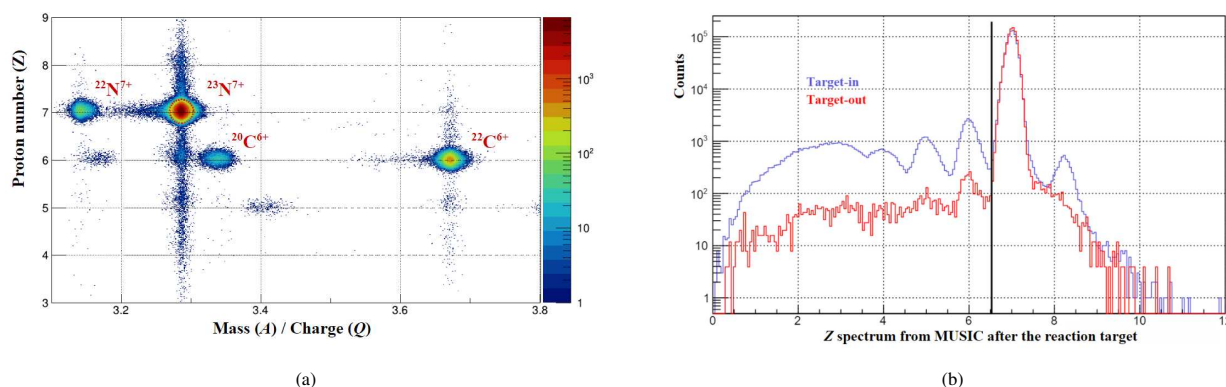 9
8
7
6
5
4
3
Proton number (Z)
²²N⁷⁺
²³N⁷⁺
²⁰C⁶⁺
²²C⁶⁺
3.2 3.4 3.6 3.8
Mass (A) / Charge (Q)
10³
10²
10
1
(a)
10⁵
10⁴
10³
10²
10
1
Counts
Target-in
Target-out
0 2 4 6 8 10 12
Z spectrum from MUSIC after the reaction target
(b)